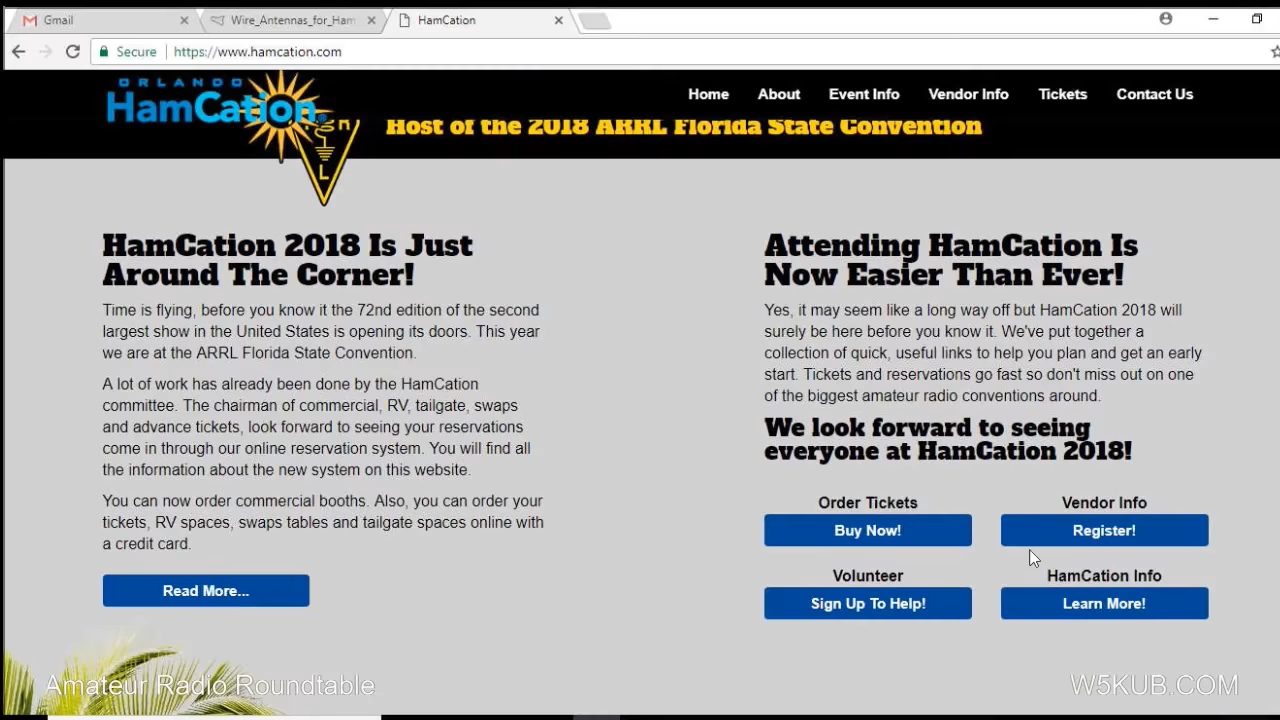 Gmail
Wire_Antennas_for_Ham
HamCation
Secure
https://www.hamcation.com
ORLANDO
HamCation
Home
About
Event Info
Vendor Info
Tickets
Contact Us
Host of the 2018 ARRL Florida State Convention
L
HamCation 2018 Is Just
Around The Corner!
Time is flying, before you know it the 72nd edition of the second
largest show in the United States is opening its doors. This year
we are at the ARRL Florida State Convention.
A lot of work has already been done by the HamCation
committee. The chairman of commercial, RV, tailgate, swaps
and advance tickets, look forward to seeing your reservations
come in through our online reservation system. You will find all
the information about the new system on this website.
You can now order commercial booths. Also, you can order your
tickets, RV spaces, swaps tables and tailgate spaces online with
a credit card.
Read More...
Attending HamCation Is
Now Easier Than Ever!
Yes, it may seem like a long way off but HamCation 2018 will
surely be here before you know it. We've put together a
collection of quick, useful links to help you plan and get an early
start. Tickets and reservations go fast so don't miss out on one
of the biggest amateur radio conventions around.
We look forward to seeing
everyone at HamCation 2018!
Order Tickets
Buy Now!
Vendor Info
Register!
Volunteer
Sign Up To Help!
HamCation Info
Learn More!
Amateur Radio Roundtable
W5KUB.COM